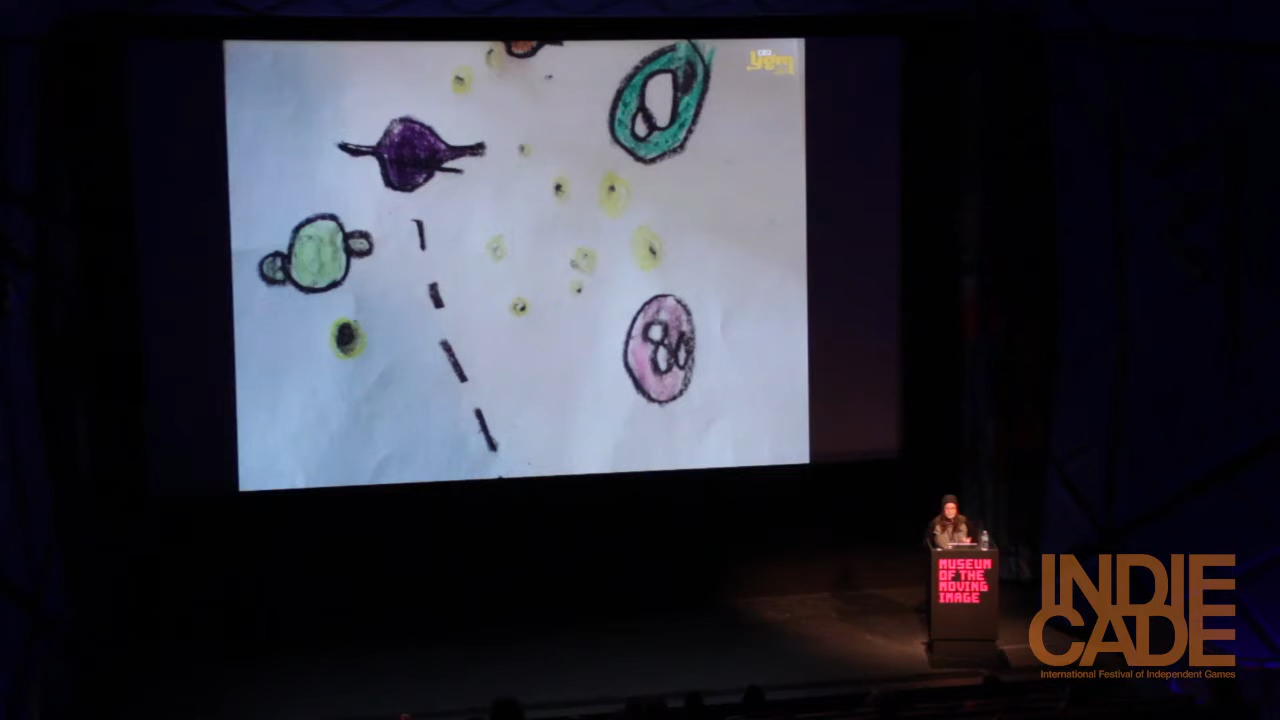 MUSEUM
OF THE
MOVING
IMAGE
INDIE
CADE
International Festival of Independent Games